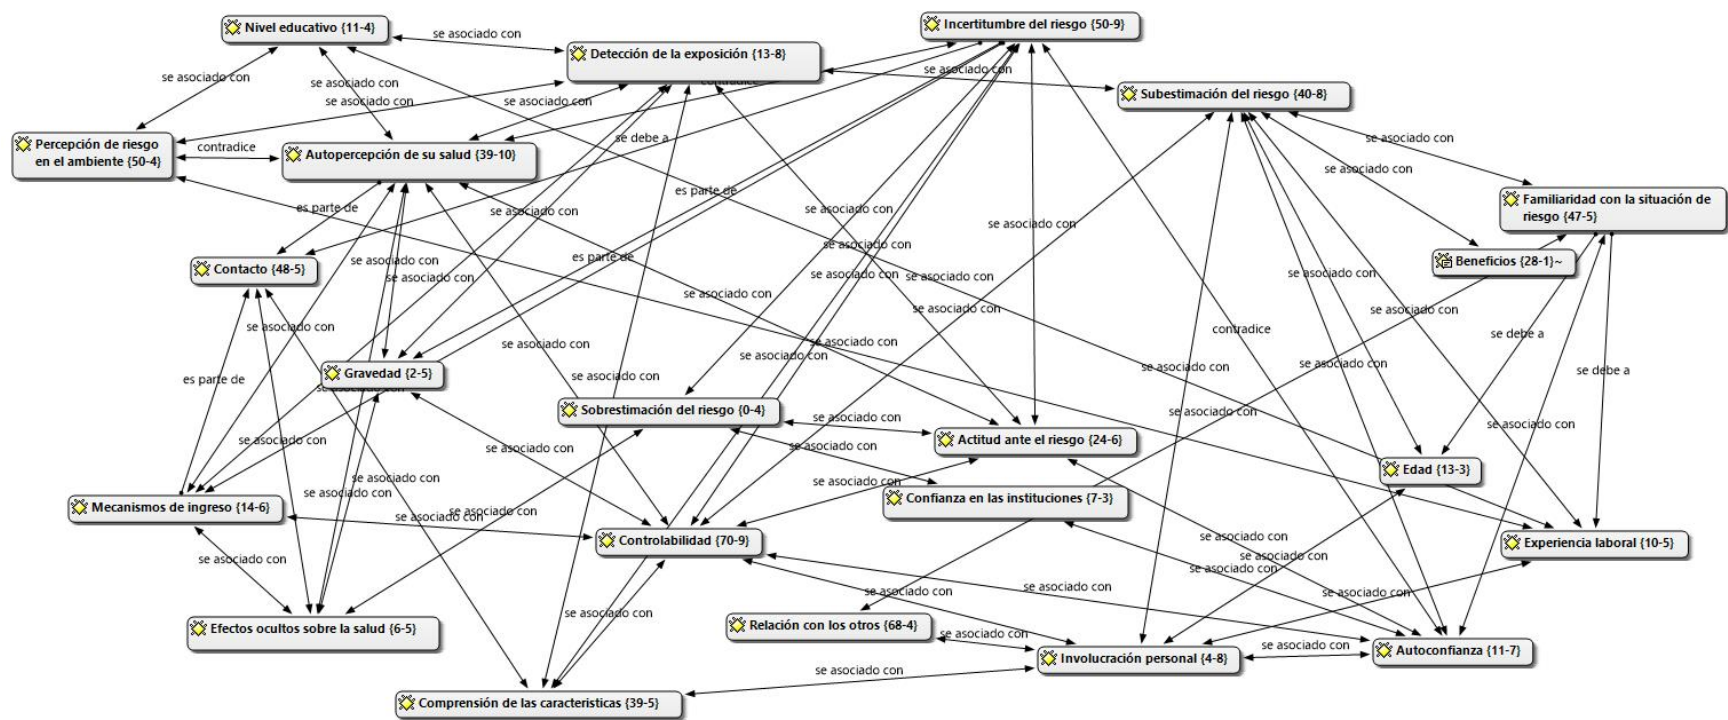 Nivel educativo {11-4}
Incertitumbre del riesgo {50-9}
se asociado con
Detección de la exposición {13-8}
se asociado con
se asociado con
contradice
se asociado con
Subestimación del riesgo {40-8}
se asociado con
se asociado con
se asociado con
Percepción de riesgo
en el ambiente {50-4}
contradice
Autopercepción de su salud {39-10}
se debe a
se asociado con
se asociado con
es parte de
Familiaridad con la situación de
riesgo {47-5}
es parte de
se asociado con
se asociado con
se asociado con
se asociado con
Contacto {48-5}
se asociado con
se asociado con
es parte de
se asociado con
se asociado con
se asociado con
Beneficios {28-1}~
se asociado con
se asociado con
se asociado con
se asociado con
contradice
se debe a
se asociado con
se asociado con
se asociado con
se asociado con
se asociado con
Gravedad {2-5}
es parte de
se asociado con
se debe a
Sobrestimación del riesgo {0-4}
se asociado con
se asociado con
se asociado con
Actitud ante el riesgo {24-6}
se asociado con
se asociado con
Edad {13-3}
se asociado con
se asociado con
se asociado con
Confianza en las instituciones {7-3}
Mecanismos de ingreso {14-6}
se asociado con
se asociado con
Controlabilidad {70-9}
se asociado con
Experiencia laboral {10-5}
se asociado con
se asociado con
se asociado con
se asociado con
se asociado con
se asociado con
se asociado con
Efectos ocultos sobre la salud {6-5}
se asociado con
Relación con los otros {68-4}
se asociado con
Involucración personal {4-8}
se asociado con
Autoconfianza {11-7}
se asociado con
Comprensión de las caracteristicas {39-5}